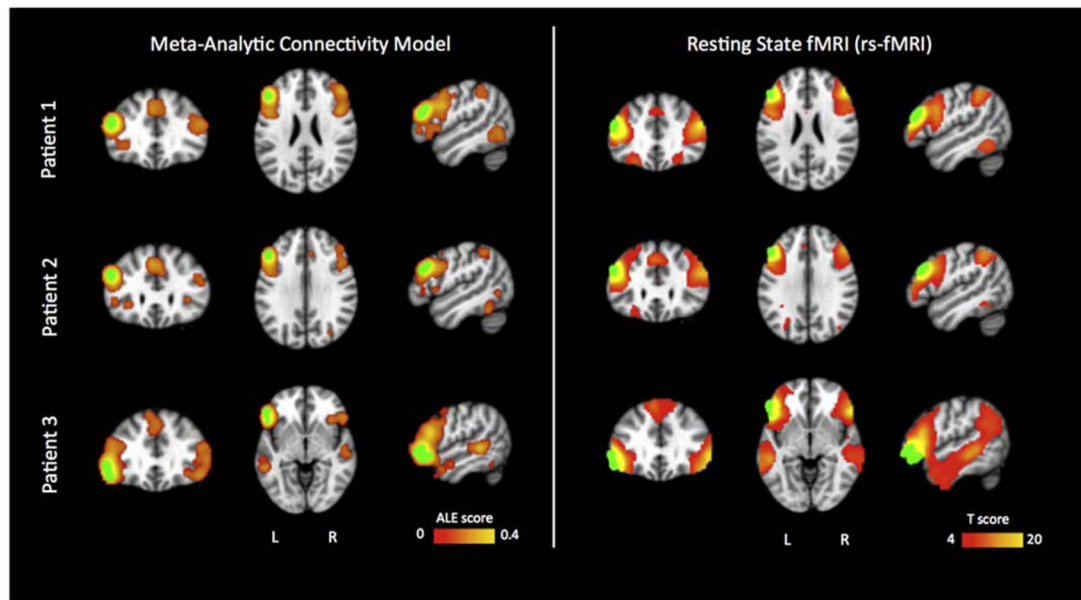 Meta-Analytic Connectivity Model
Resting State fMRI (rs-fMRI)
Patient 1
Patient 2
Patient 3
ALE score
0 0.4
L R
T score
4 20
L R